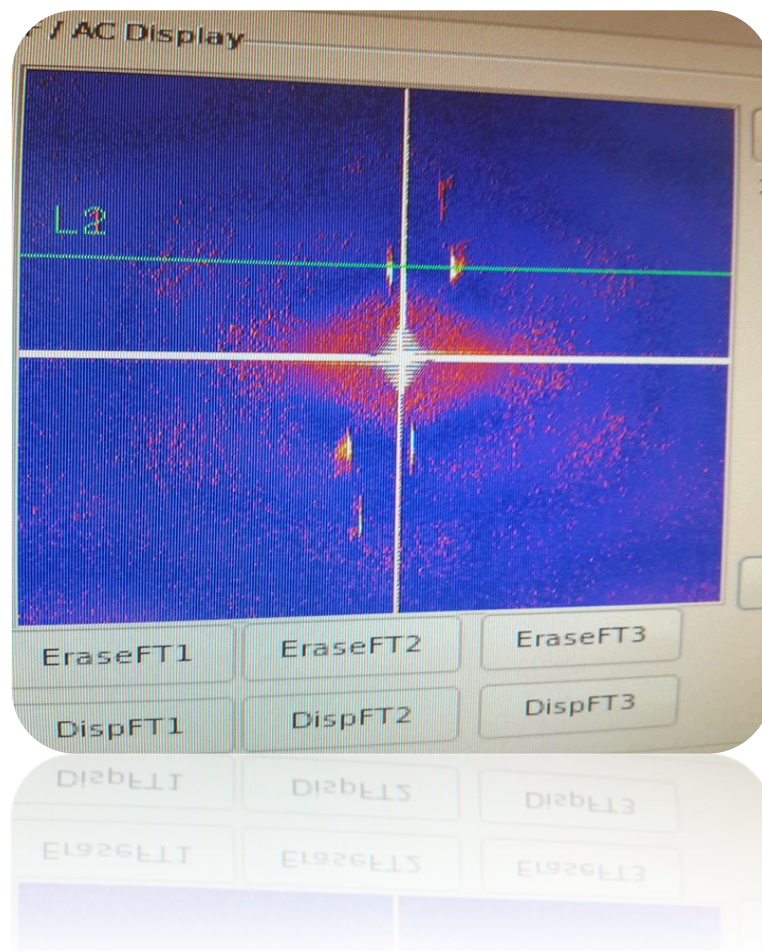 / AC Display
L2
EraseFT1 EraseFT2 EraseFT3
DispFT1 DispFT2 DispFT3